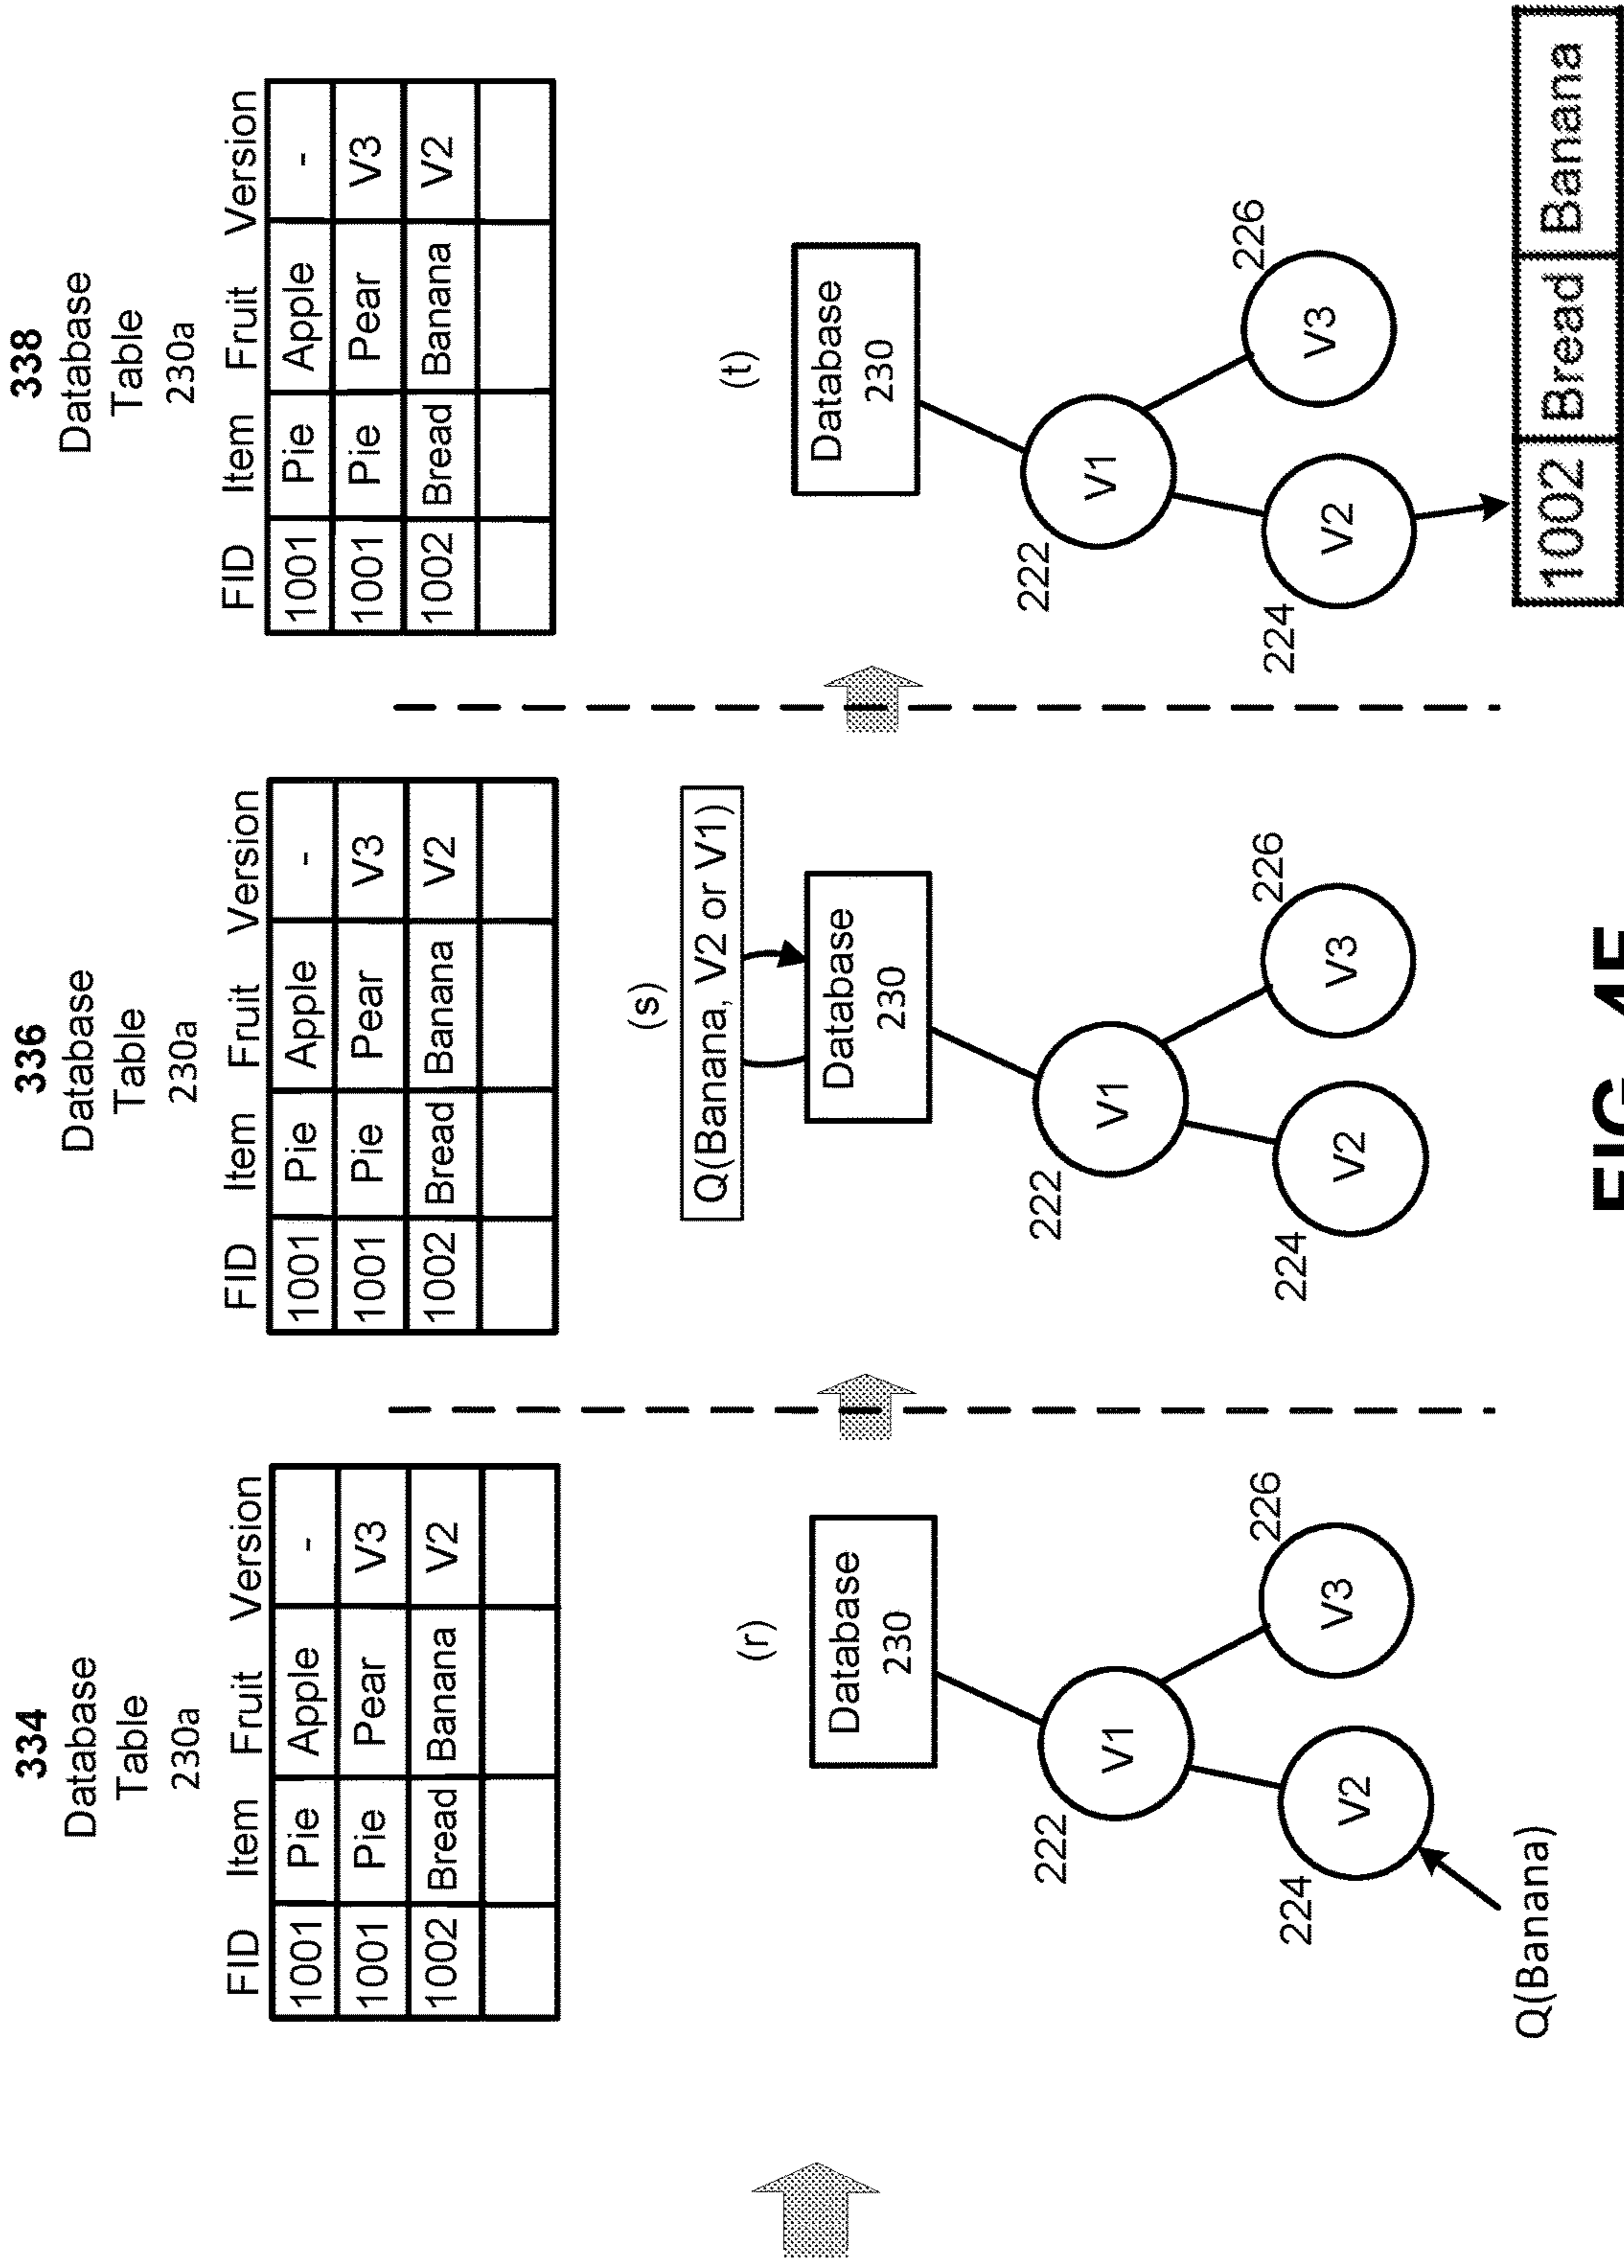 334
Database
Table
230a
FID Item Fruit Version
1001 Pie Apple -
1001 Pie Pear V3
1002 Bread Banana V2
(r)
Database
230
222
V1
226
V3
224
V2
Q(Banana)
336
Database
Table
230a
FID Item Fruit Version
1001 Pie Apple -
1001 Pie Pear V3
1002 Bread Banana V2
(s)
Q(Banana, V2 or V1)
Database
230
222
V1
226
V3
224
V2
338
Database
Table
230a
FID Item Fruit Version
1001 Pie Apple -
1001 Pie Pear V3
1002 Bread Banana V2
(t)
Database
230
222
V1
226
V3
224
V2
1002 Bread Banana
FIG